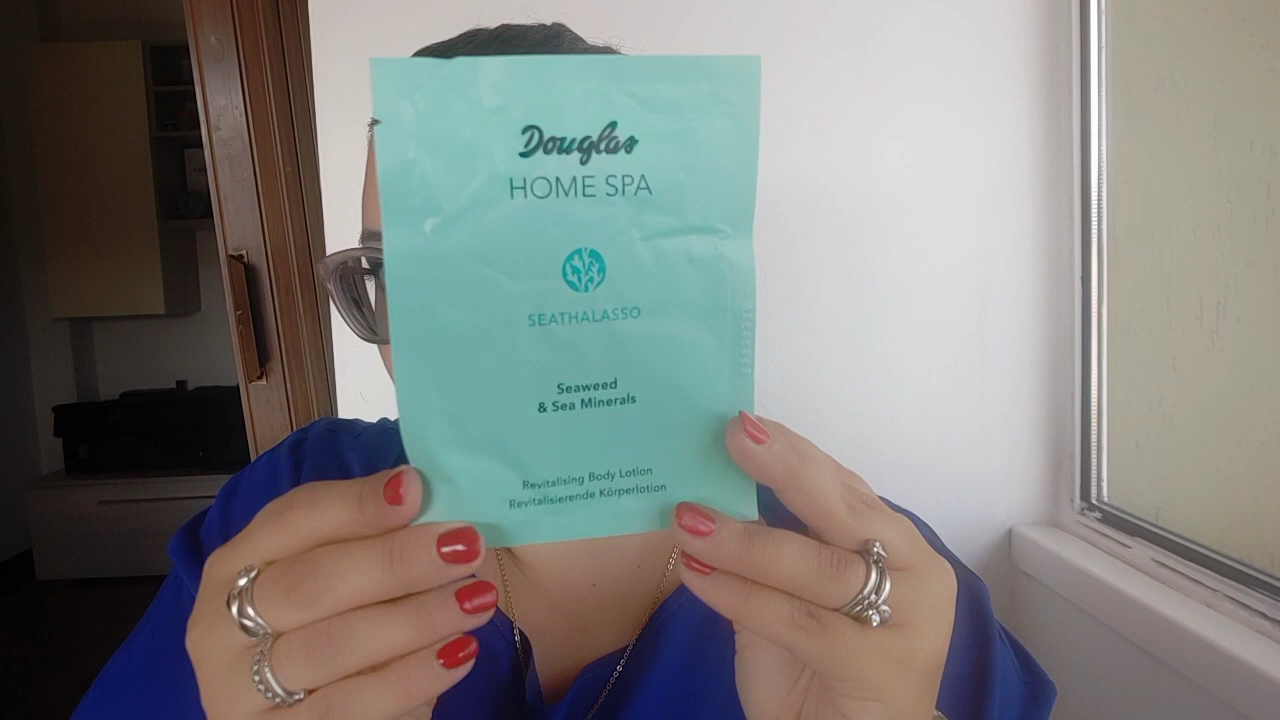 Douglas
HOME SPA
SEATHALASSO
Seaweed
& Sea Minerals
Revitalising Body Lotion
Revitalisierende Körperlotion